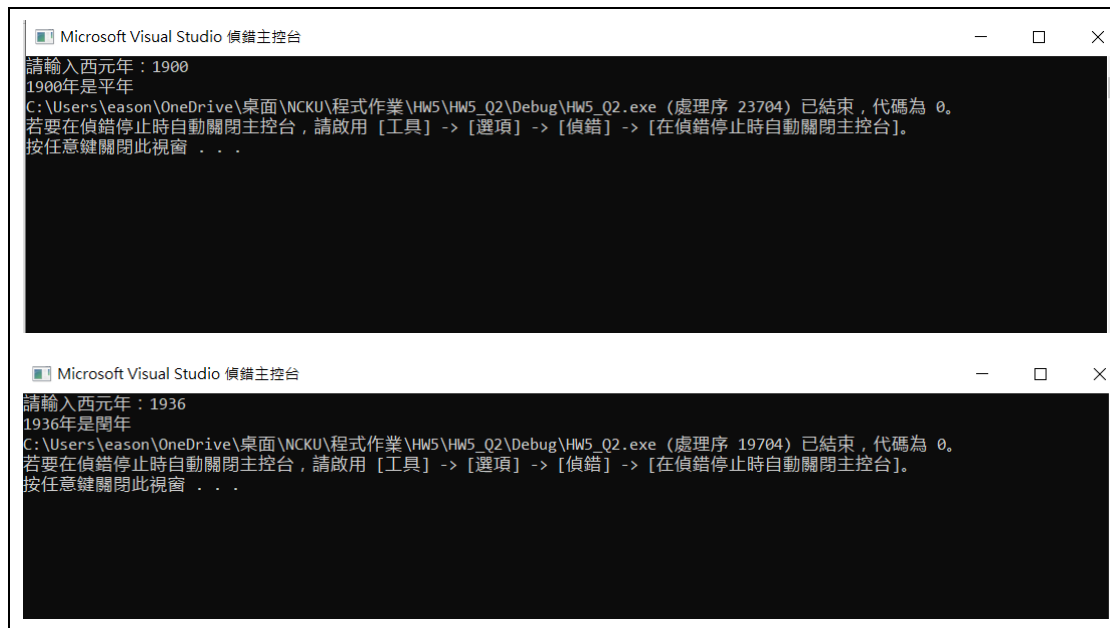 Microsoft Visual Studio 偵錯主控台
請輸入西元年：1900
1900年是平年
C:\Users\eason\OneDrive\桌面\NCKU\程式作業\HW5\HW5_Q2\Debug\HW5_Q2.exe (處理序 23704) 已結束，代碼為 0。
若要在偵錯停止時自動關閉主控台，請啟用 [工具] -> [選項] -> [偵錯] -> [在偵錯停止時自動關閉主控台]。
按任意鍵關閉此視窗 . . .
Microsoft Visual Studio 偵錯主控台
請輸入西元年：1936
1936年是閏年
C:\Users\eason\OneDrive\桌面\NCKU\程式作業\HW5\HW5_Q2\Debug\HW5_Q2.exe (處理序 19704) 已結束，代碼為 0。
若要在偵錯停止時自動關閉主控台，請啟用 [工具] -> [選項] -> [偵錯] -> [在偵錯停止時自動關閉主控台]。
按任意鍵關閉此視窗 . . .